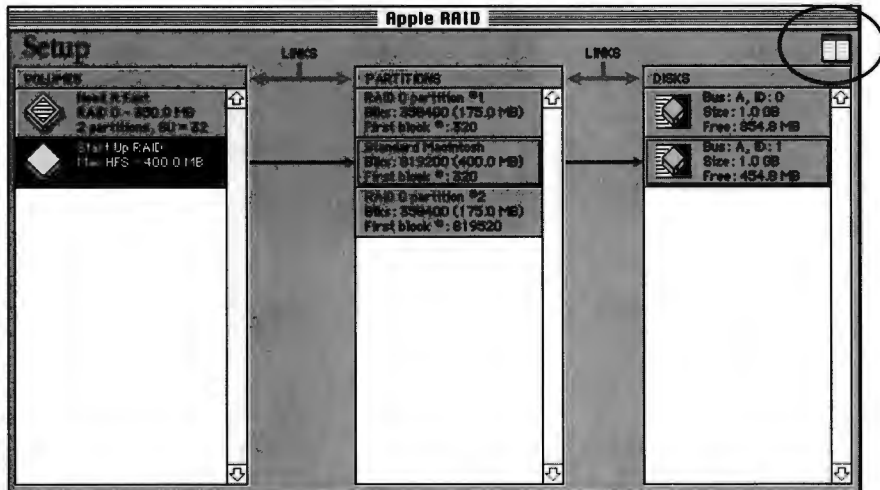 Apple RAID
Setup
LINKS
LINKS
VOLUMES
Need It Fast
RAID 0 - 350.0 MB
2 partitions, SU = 32
Start Up RAID
HFS - 400.0 MB
PARTITIONS
RAID 0 partition #1
Blks: 358400 (175.0 MB)
First block #: 320
Standard Macintosh
Blks: 819200 (400.0 MB)
First block #: 320
RAID 0 partition #2
Blks: 358400 (175.0 MB)
First block #: 819520
DISKS
Bus: A, ID: 0
Size: 1.0 GB
Free: 854.8 MB
Bus: A, ID: 1
Size: 1.0 GB
Free: 454.8 MB